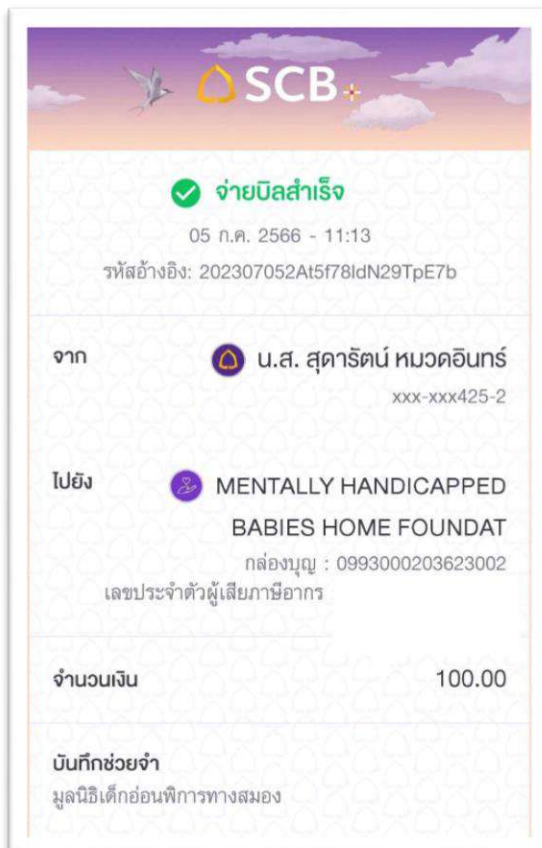 SCB
จ่ายบิลสำเร็จ
05 ก.ค. 2566 - 11:13
รหัสอ้างอิง: 202307052At5f78ldN29TpE7b
จาก น.ส. สุดารัตน์ หมวดอินทร์
xxx-xxx425-2
ไปยัง MENTALLY HANDICAPPED
BABIES HOME FOUNDAT
กล่องบุญ : 0993000203623002
เลขประจำตัวผู้เสียภาษีอากร
จำนวนเงิน 100.00
บันทึกช่วยจำ
มูลนิธิเด็กอ่อนพิการทางสมอง